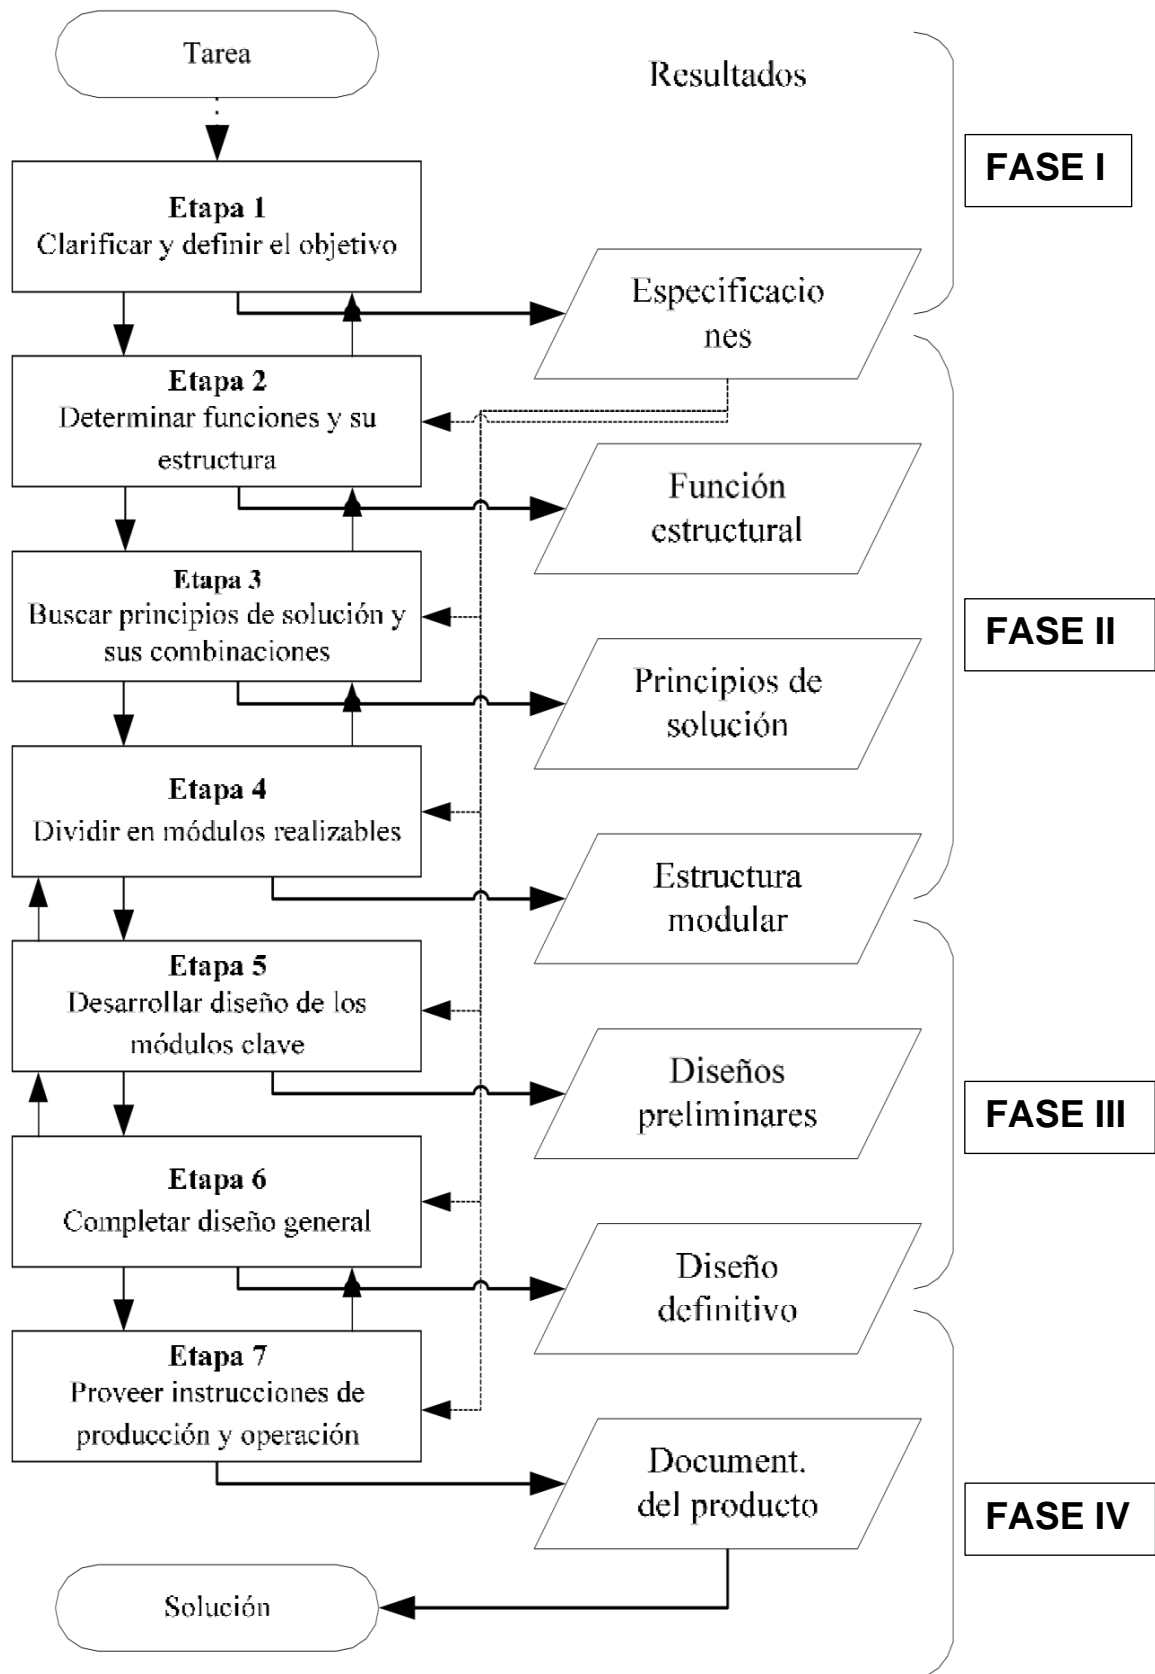 Tarea
Resultados
FASE I
Etapa 1
Clarificar y definir el objetivo
Especificacio
nes
Etapa 2
Determinar funciones y su
estructura
Función
estructural
Etapa 3
Buscar principios de solución y
sus combinaciones
FASE II
Principios de
solución
Etapa 4
Dividir en módulos realizables
Estructura
modular
Etapa 5
Desarrollar diseño de los
módulos clave
Diseños
preliminares
FASE III
Etapa 6
Completar diseño general
Diseño
definitivo
Etapa 7
Proveer instrucciones de
producción y operación
Document.
del producto
FASE IV
Solución